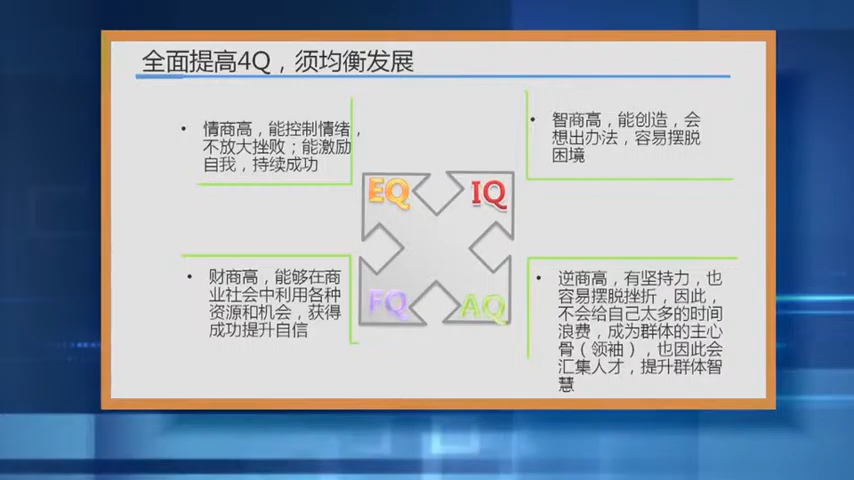 全面提高4Q，须均衡发展
• 情商高，能控制情绪，
不放大挫败；能激励
自我，持续成功
• 智商高，能创造，会
想出办法，容易摆脱
困境
EQ
IQ
FQ
AQ
• 财商高，能够在商
业社会中利用各种
资源和机会，获得
成功提升自信
• 逆商高，有坚持力，也
容易摆脱挫折，因此，
不会给自己太多的时间
浪费，成为群体的主心
骨（领袖），也因此会
汇集人才，提升群体智
慧